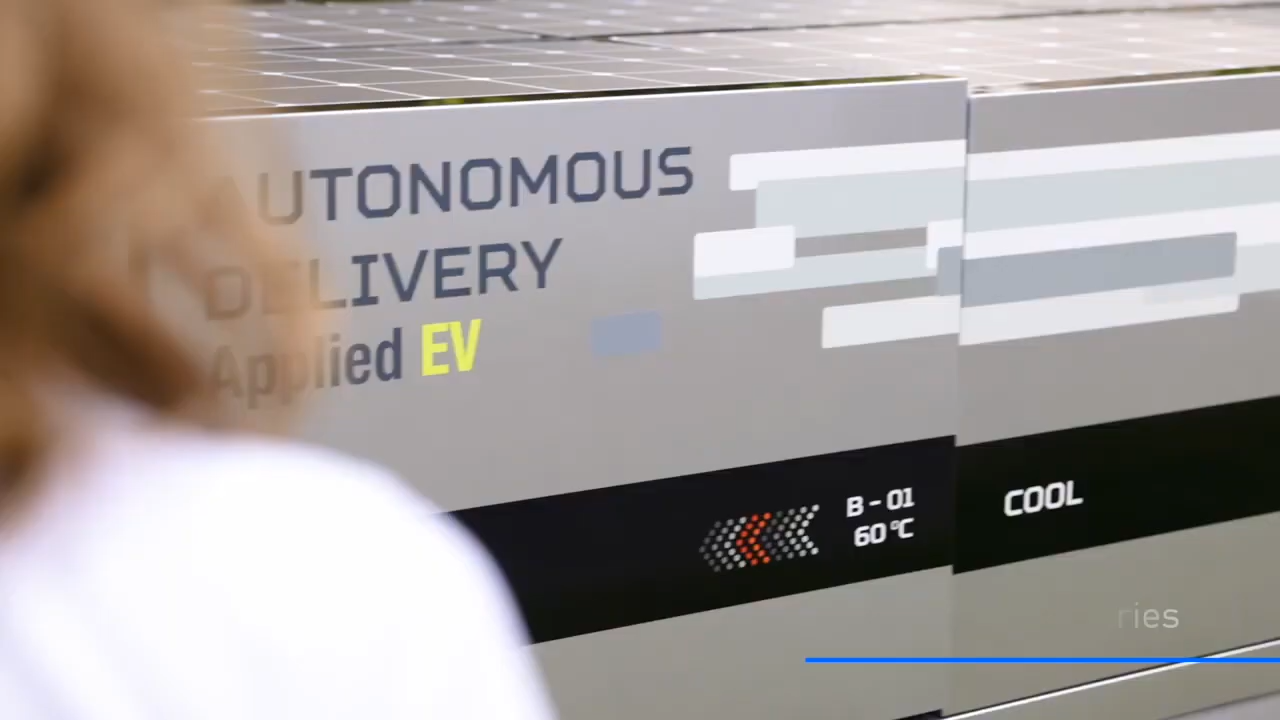 AUTONOMOUS
DELIVERY
Applied EV
B - 01
60 °C
COOL
ries